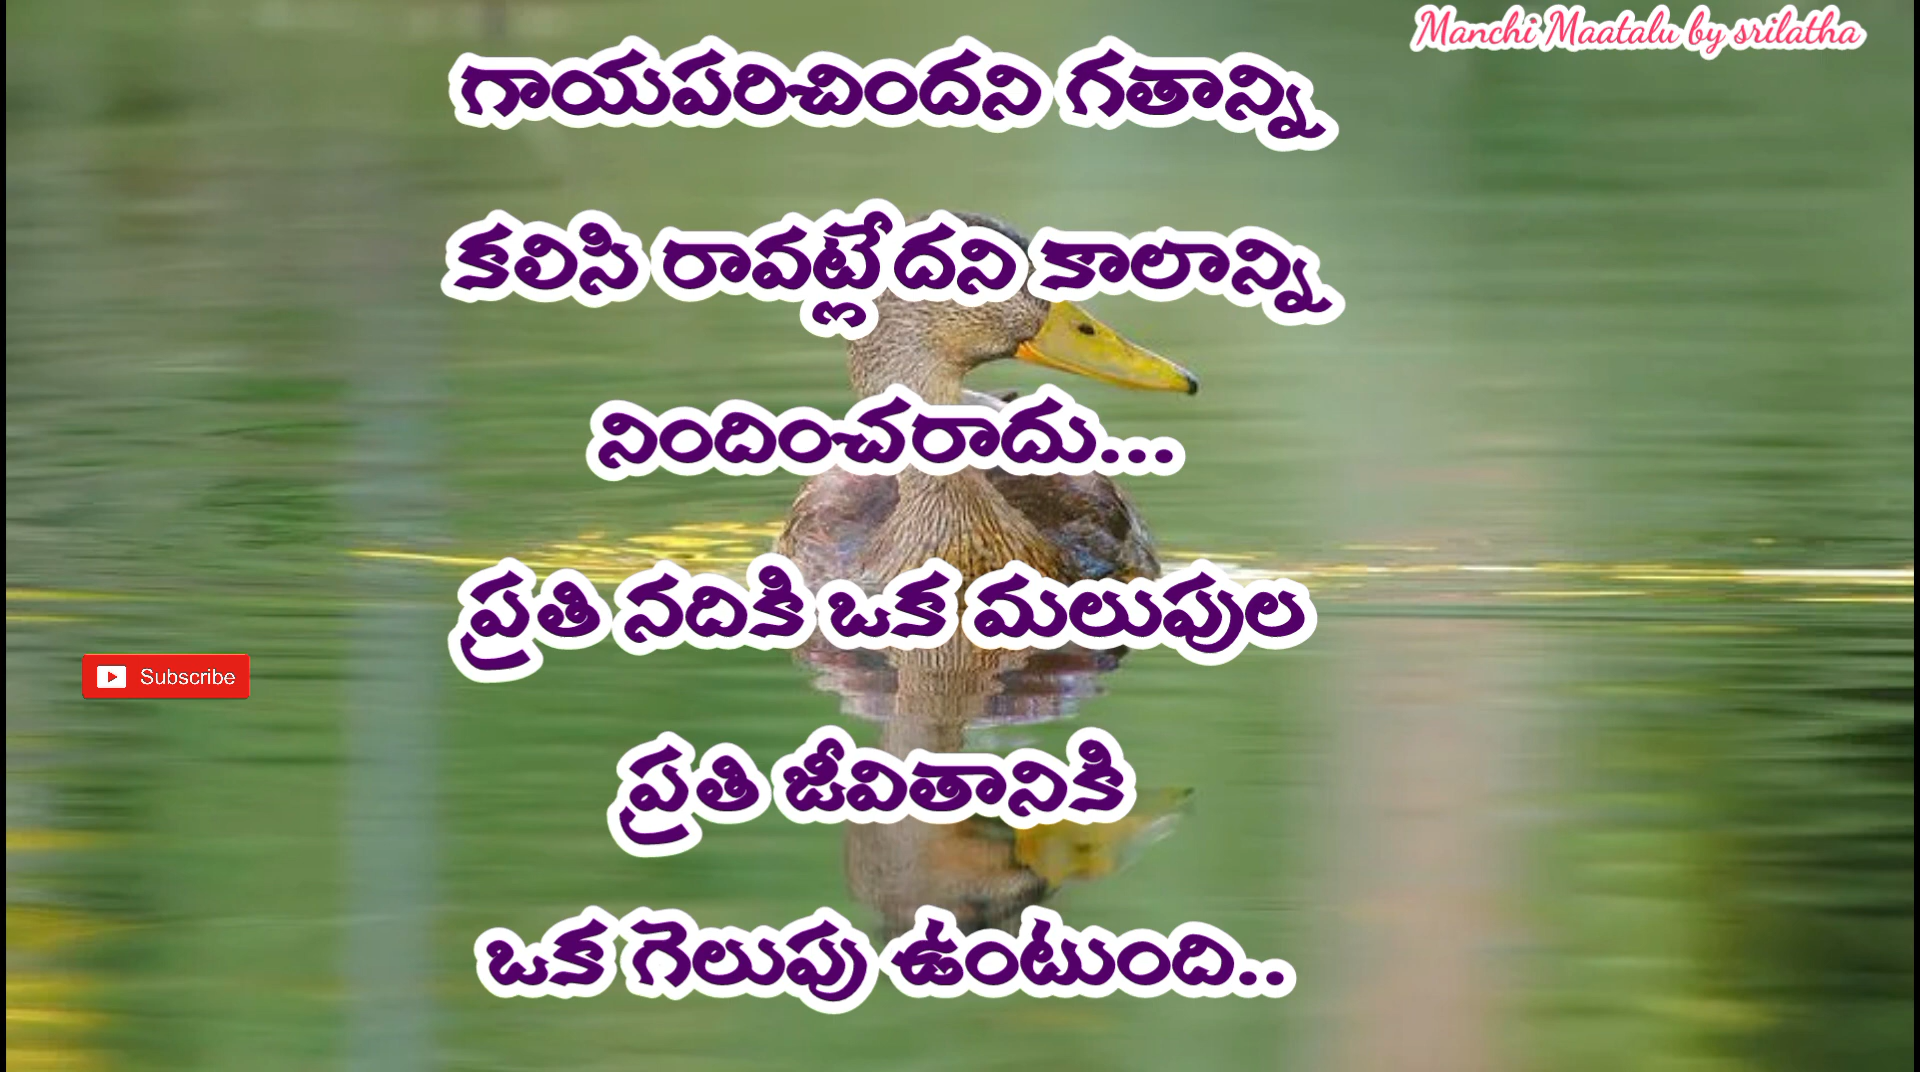 Manchi Maatalu by srilatha
గాయపరిచిందని గతాన్ని
కలిసి రావట్లేదని కాలాన్ని
నిందించరాదు...
ప్రతి నదికి ఒక మలుపుల
Subscribe
ప్రతి జీవితానికి
ఒక గెలుపు ఉంటుంది..